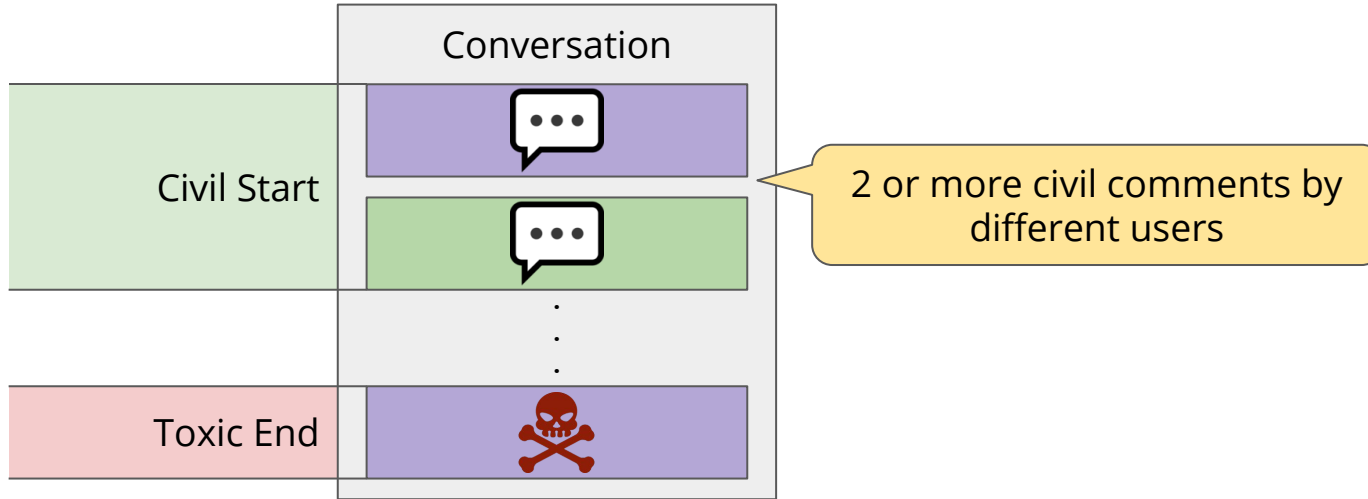 Conversation
Civil Start
2 or more civil comments by
different users
Toxic End